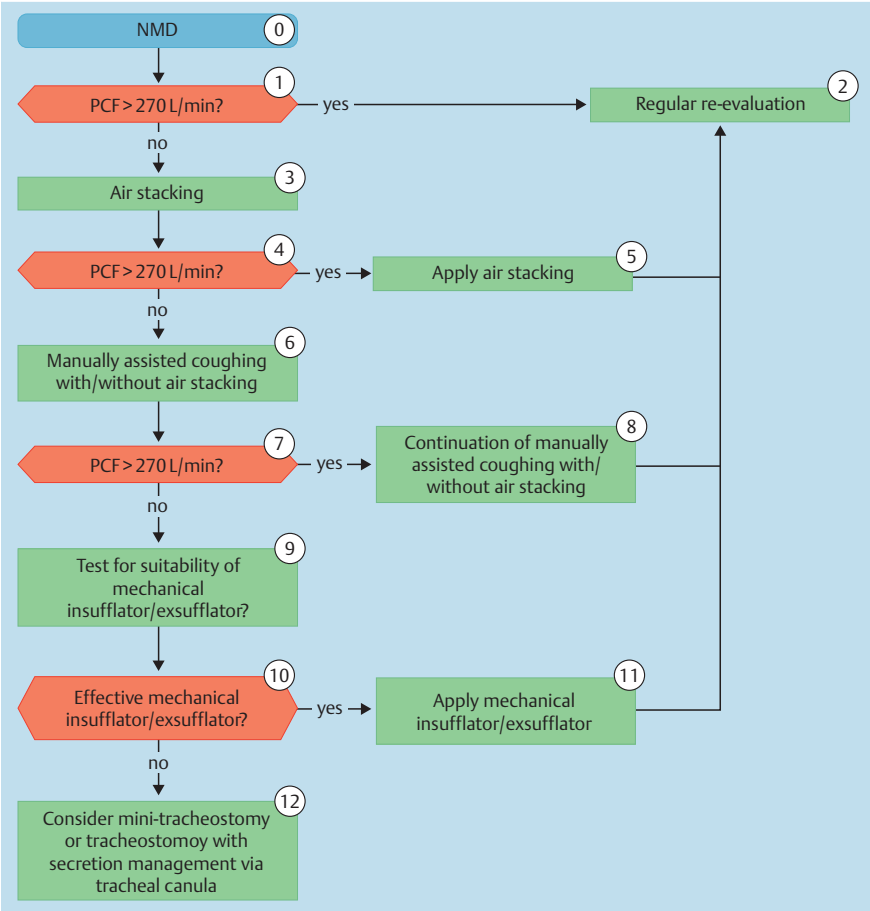 NMD
0
PCF > 270 L/min?
1
yes
Regular re-evaluation
2
no
Air stacking
3
PCF > 270 L/min?
4
yes
Apply air stacking
5
no
Manually assisted coughing
with/without air stacking
6
PCF > 270 L/min?
7
yes
Continuation of manually
assisted coughing with/
without air stacking
8
no
Test for suitability of
mechanical
insufflator/exsufflator?
9
Effective mechanical
insufflator/exsufflator?
10
yes
Apply mechanical
insufflator/exsufflator
11
no
Consider mini-tracheostomy
or tracheostomoy with
secretion management via
tracheal canula
12